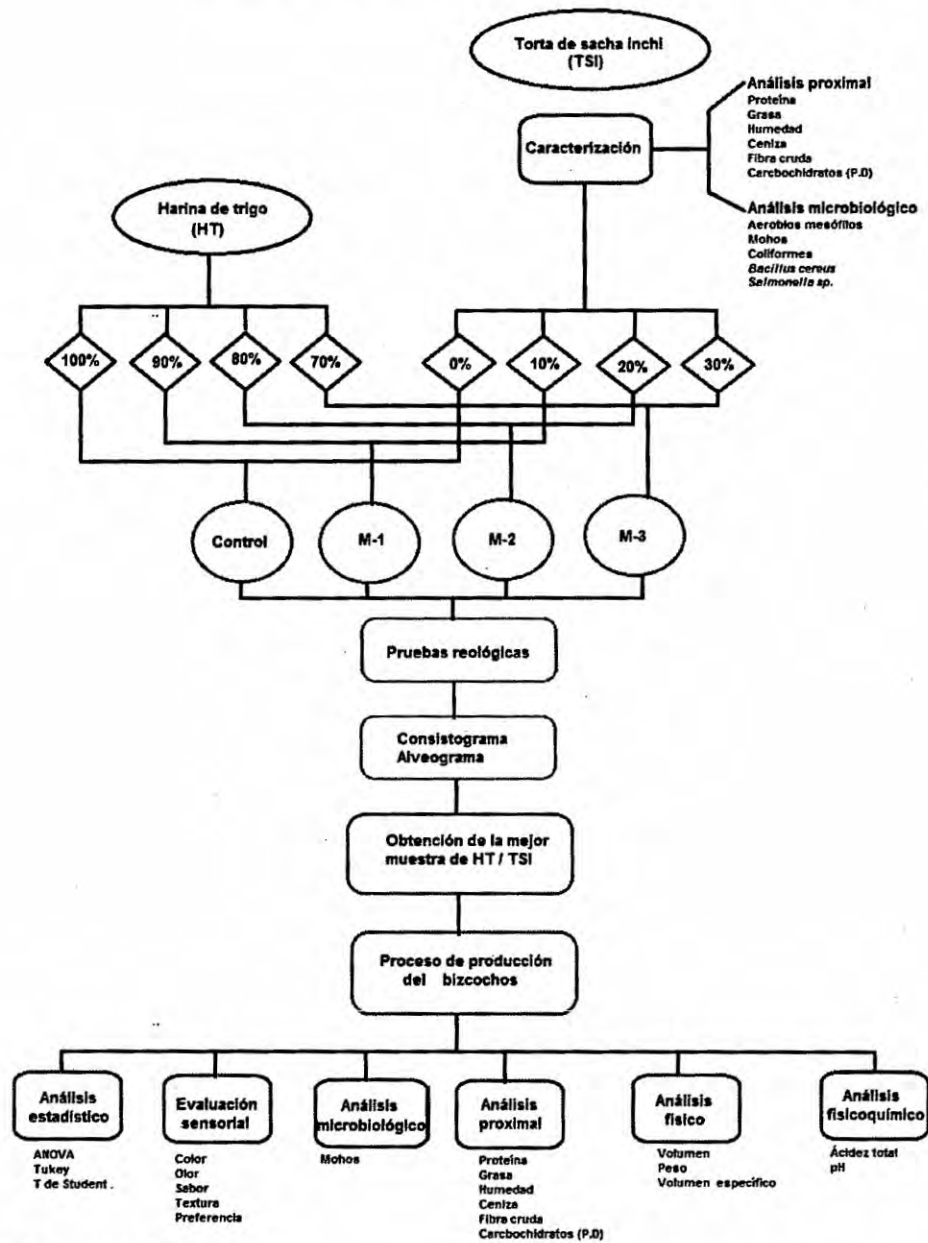 Torta de sacha inchi
(TSI)
Análisis proximal
Proteína
Grasa
Humedad
Ceniza
Fibra cruda
Carcbochidratos (P.D)
Caracterización
Análisis microbiológico
Aerobios mesófilos
Mohos
Coliformes
Bacillus cereus
Salmonella sp.
Harina de trigo
(HT)
100%
90%
80%
70%
0%
10%
20%
30%
Control
M-1
M-2
M-3
Pruebas reológicas
Consistograma
Alveograma
Obtención de la mejor
muestra de HT / TSI
Proceso de producción
del bizcochos
Análisis
estadístico
ANOVA
Tukey
T de Student .
Evaluación
sensorial
Color
Olor
Sabor
Textura
Preferencia
Análisis
microbiológico
Mohos
Análisis
proximal
Proteína
Grasa
Humedad
Ceniza
Fibra cruda
Carcbochidratos (P.D)
Análisis
físico
Volumen
Peso
Volumen específico
Análisis
fisicoquímico
Ácidez total
pH